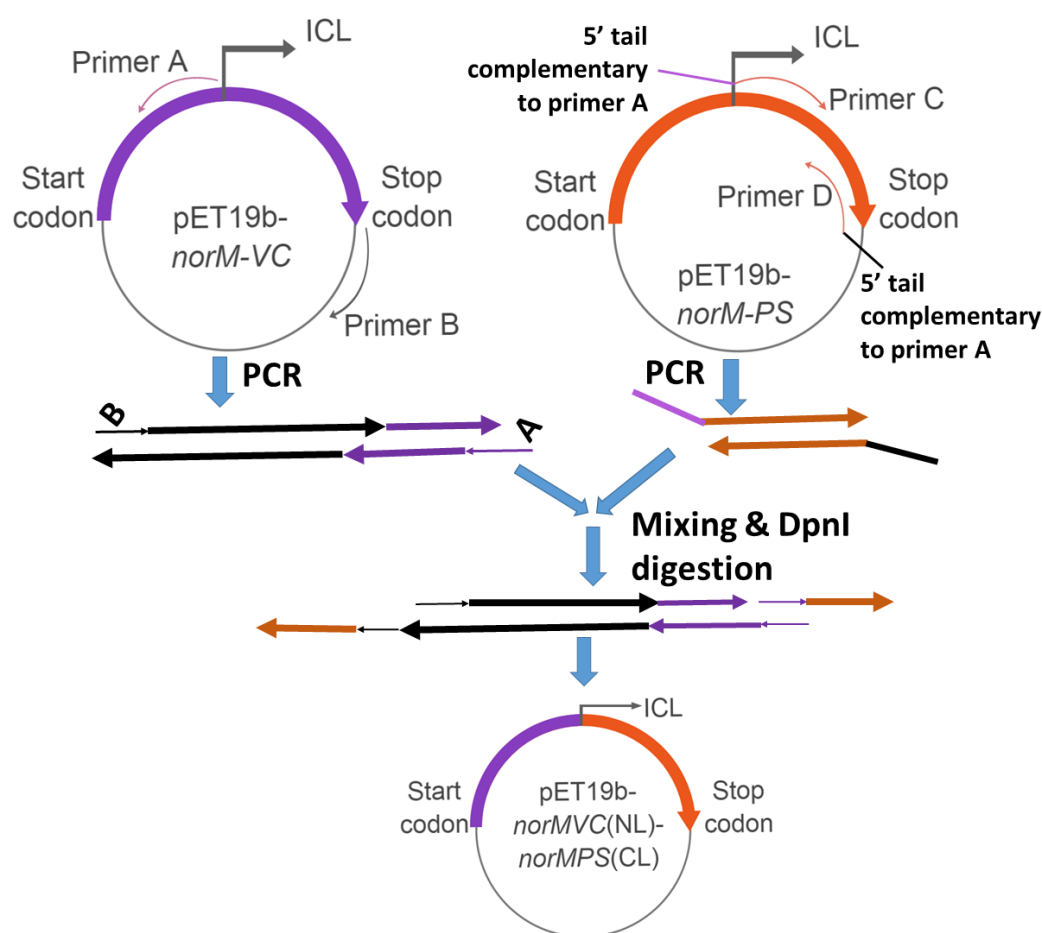 ICL
Primer A
Start
codon
Stop
codon
pET19b-
norM-VC
Primer B
5’ tail
complementary
to primer A
ICL
Primer C
Start
codon
Primer D
Stop
codon
pET19b-
norM-PS
5’ tail
complementary
to primer A
PCR
PCR
B
A
Mixing & DpnI
digestion
ICL
Start
codon
pET19b-
normMVC(NL)-
norMPS(CL)
Stop
codon